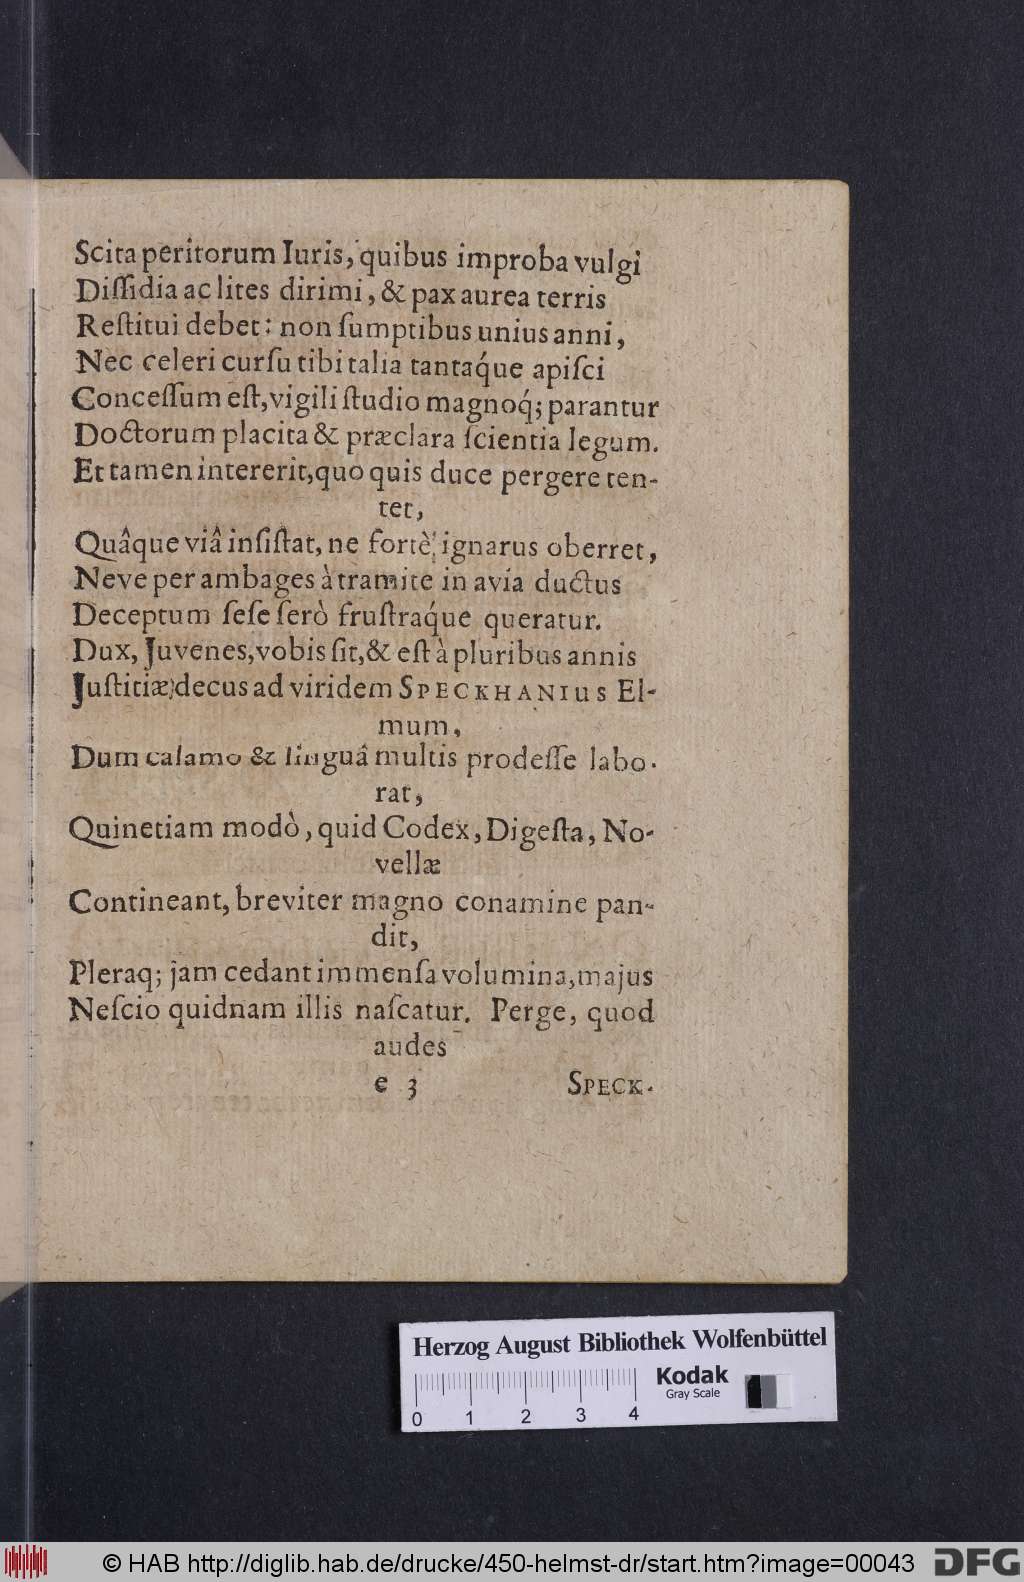 Scita peritorum Iuris, quibus improba vulgi
Diſſidia ac lites dirimi, & pax aurea terris
Reſtitui debet: non ſumptibus unius anni,
Nec celeri curſu tibi talia tantaq́ue apiſci
Conceſſum eſt, vigili ſtudio magnoq́; parantur
Doctorum placita & præclara ſcientia legum.
Et tamen intererit, quo quis duce pergere ten-
tet,
Quâque viâ inſiſtat, ne fortè ignarus oberret,
Neve per ambages à tramite in avia ductus
Deceptum ſeſe ſerò fruſtraq́ue queratur.
Dux, Juvenes, vobis ſit, & eſt à pluribus annis
Juſtitiæ decus ad viridem SPECKHANIUS El-
mum,
Dum calamo & linguâ multis prodeſſe labo-
rat,
Quinetiam modò, quid Codex, Digeſta, No-
vellæ
Contineant, breviter magno conamine pan-
dit,
Pleraq; jam cedant immenſa volumina, majus
Neſcio quidnam illis naſcatur. Perge, quod
audes
e 3 SPECK-
Herzog August Bibliothek Wolfenbüttel
Kodak
Gray Scale
0 1 2 3 4
© HAB http://diglib.hab.de/drucke/450-helmst-dr/start.htm?image=00043
DFG